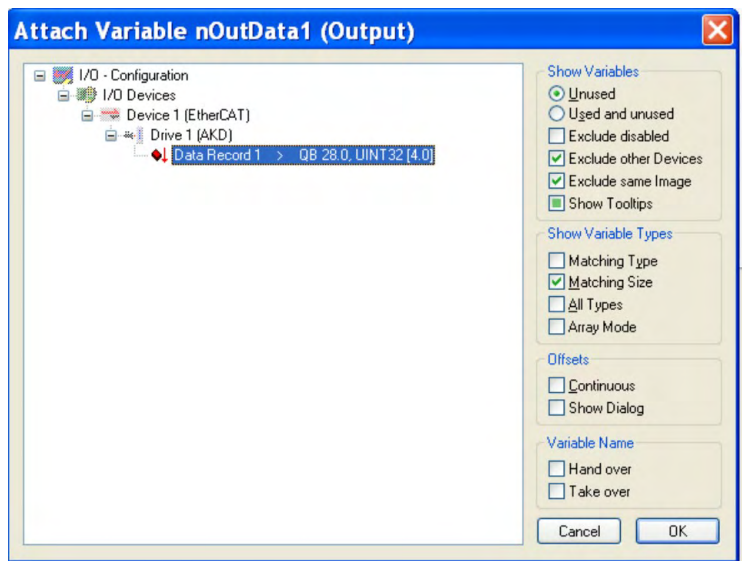 Attach Variable nOutData1 (Output)
I/O - Configuration
I/O Devices
Device 1 (EtherCAT)
Drive 1 (AKD)
Data Record 1 > QB 28.0, UINT32 [4.0]
Show Variables
Unused
Used and unused
Exclude disabled
Exclude other Devices
Exclude same Image
Show Tooltips
Show Variable Types
Matching Type
Matching Size
All Types
Array Mode
Offsets
Continuous
Show Dialog
Variable Name
Hand over
Take over
Cancel OK